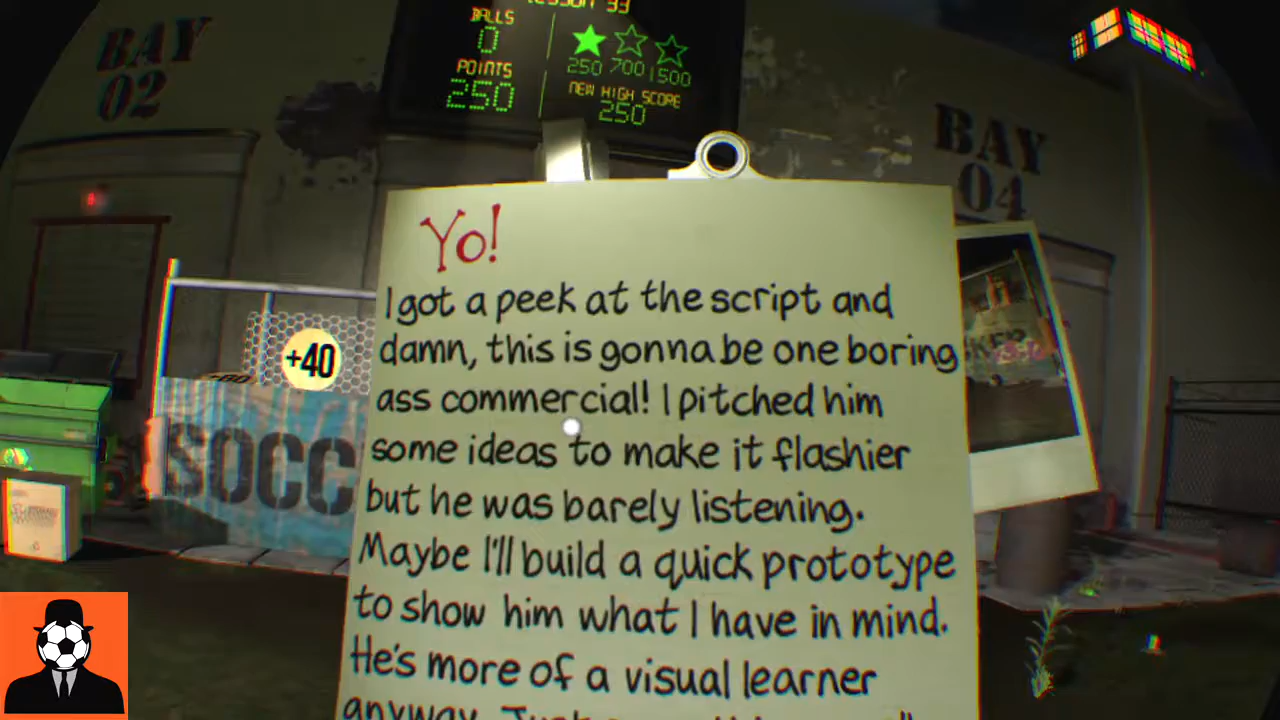 BAY
02
BALLS
0
POINTS
250
250 700 1500
NEW HIGH SCORE
250
BAY
04
+40
SOCC
Yo!
I got a peek at the script and
damn, this is gonna be one boring
ass commercial! I pitched him
some ideas to make it flashier
but he was barely listening.
Maybe I'll build a quick prototype
to show him what I have in mind.
He's more of a visual learner
anyway.